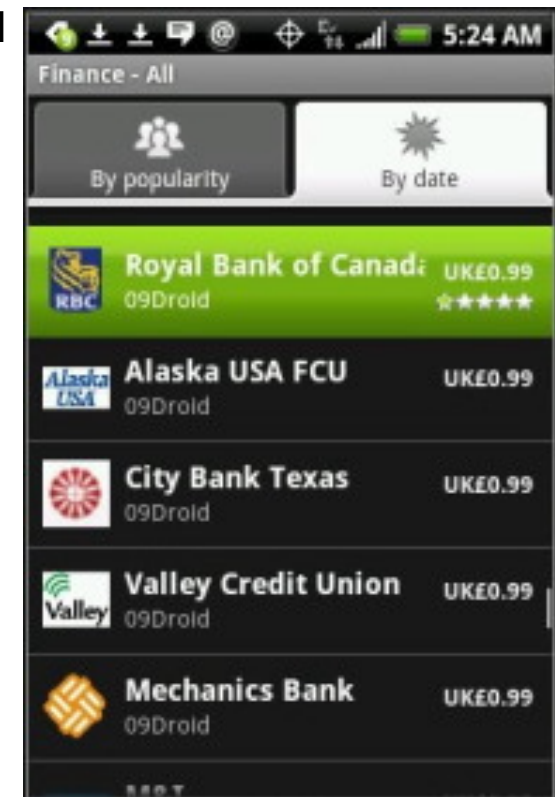 5:24 AM
Finance - All
By popularity
By date
Royal Bank of Canada
UK£0.99
RBC
09Droid
Alaska USA FCU
UK£0.99
Alaska
USA
09Droid
City Bank Texas
UK£0.99
09Droid
Valley Credit Union
UK£0.99
Valley
09Droid
Mechanics Bank
UK£0.99
09Droid